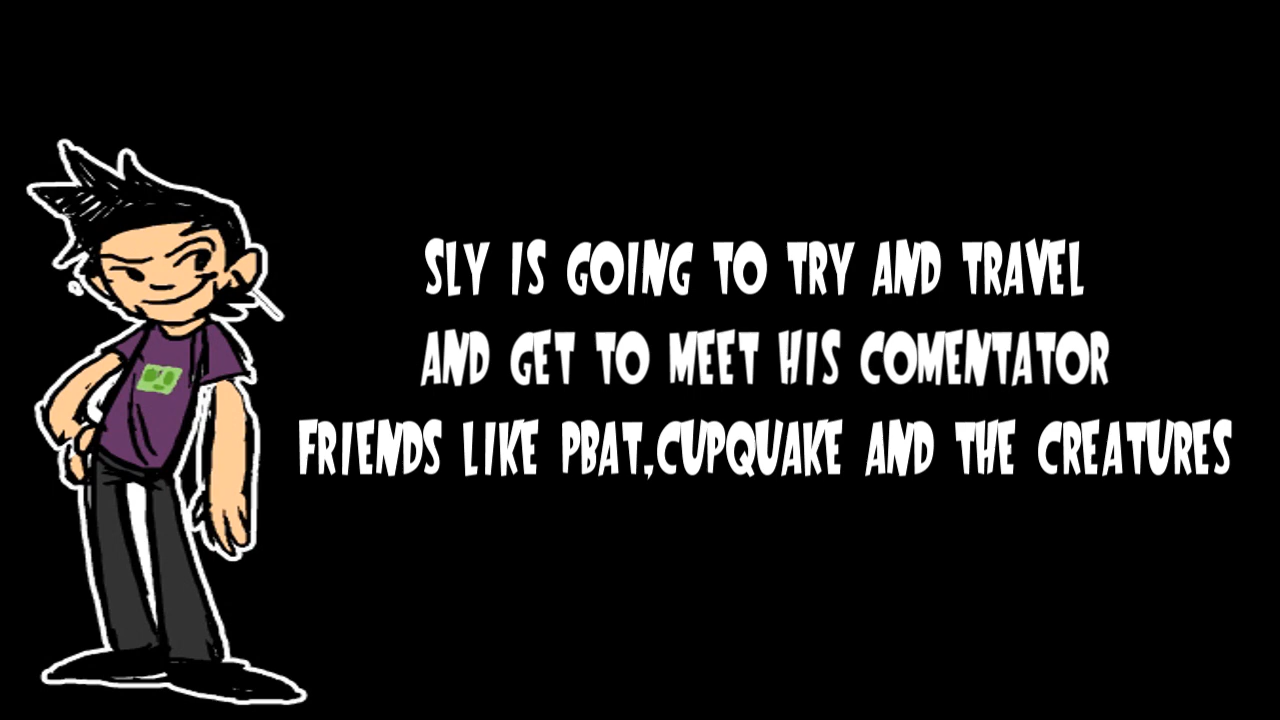 SLY IS GOING TO TRY AND TRAVEL
AND GET TO MEET HIS COMENTATOR
FRIENDS LIKE PBAT,CUPQUAKE AND THE CREATURES